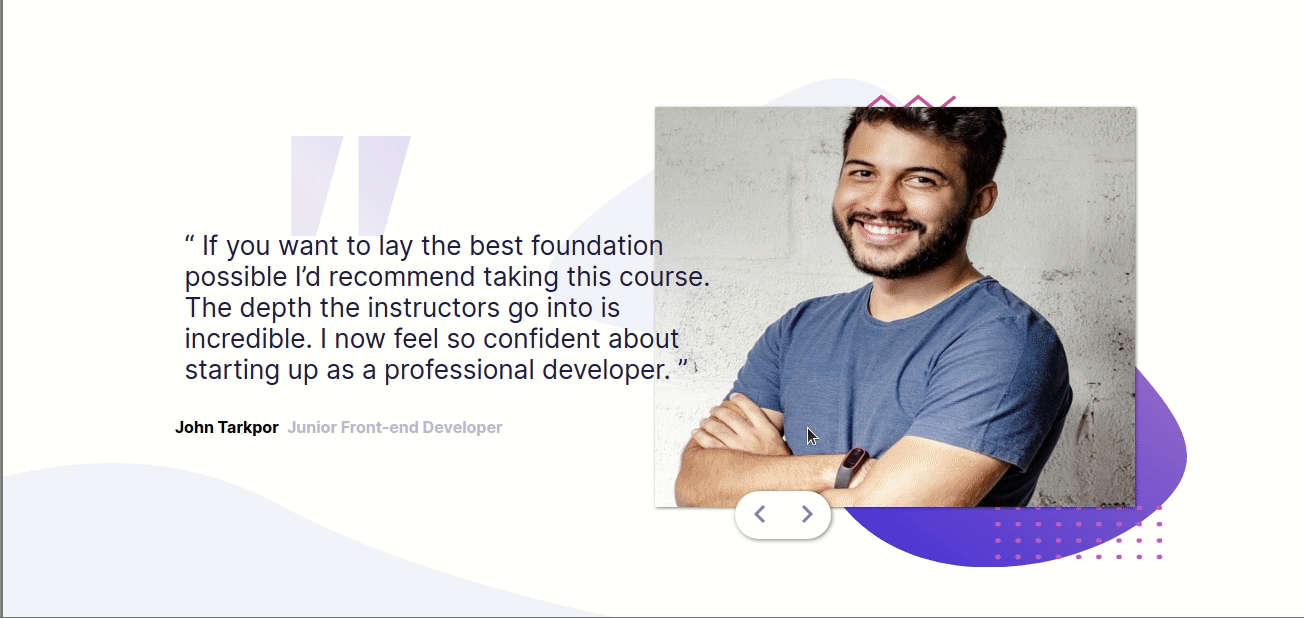 “ If you want to lay the best foundation
possible I’d recommend taking this course.
The depth the instructors go into is
incredible. I now feel so confident about
starting up as a professional developer. ”
John Tarkpor Junior Front-end Developer